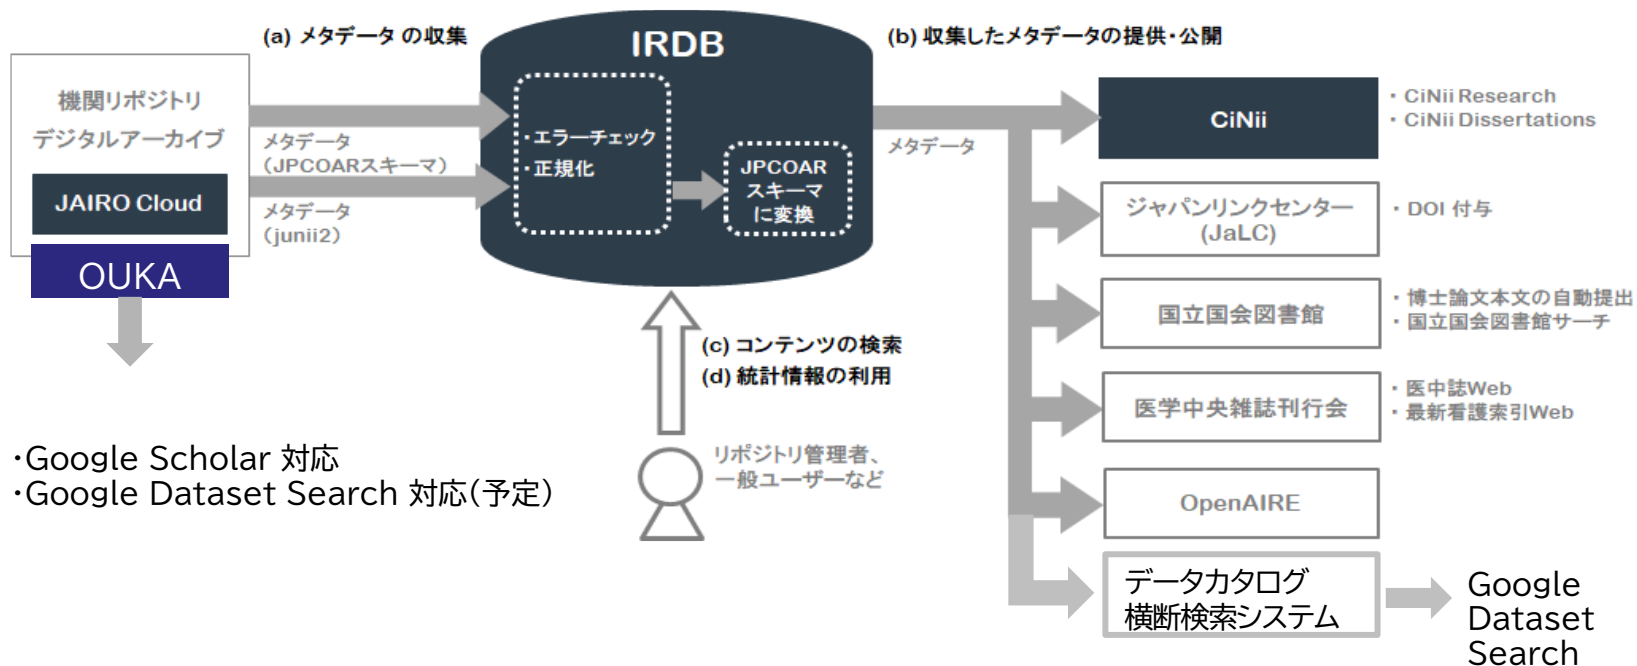 (a) メタデータ の収集
IRDB
(b) 収集したメタデータの提供・公開
機関リポジトリ
デジタルアーカイブ
JAIRO Cloud
OUKA
メタデータ
(JPCOARスキーマ)
メタデータ
(junii2)
・エラーチェック
・正規化
JPCOAR
スキーマ
に変換
メタデータ
CiNii
・ CiNii Research
・ CiNii Dissertations
ジャパンリンクセンター
(JaLC)
・ DOI 付与
国立国会図書館
・ 博士論文本文の自動提出
・ 国立国会図書館サーチ
医学中央雑誌刊行会
・ 医中誌Web
・ 最新看護索引Web
OpenAIRE
データカタログ
横断検索システム
Google
Dataset
Search
(c) コンテンツの検索
(d) 統計情報の利用
リポジトリ管理者、
一般ユーザーなど
・Google Scholar 対応
・Google Dataset Search 対応(予定)